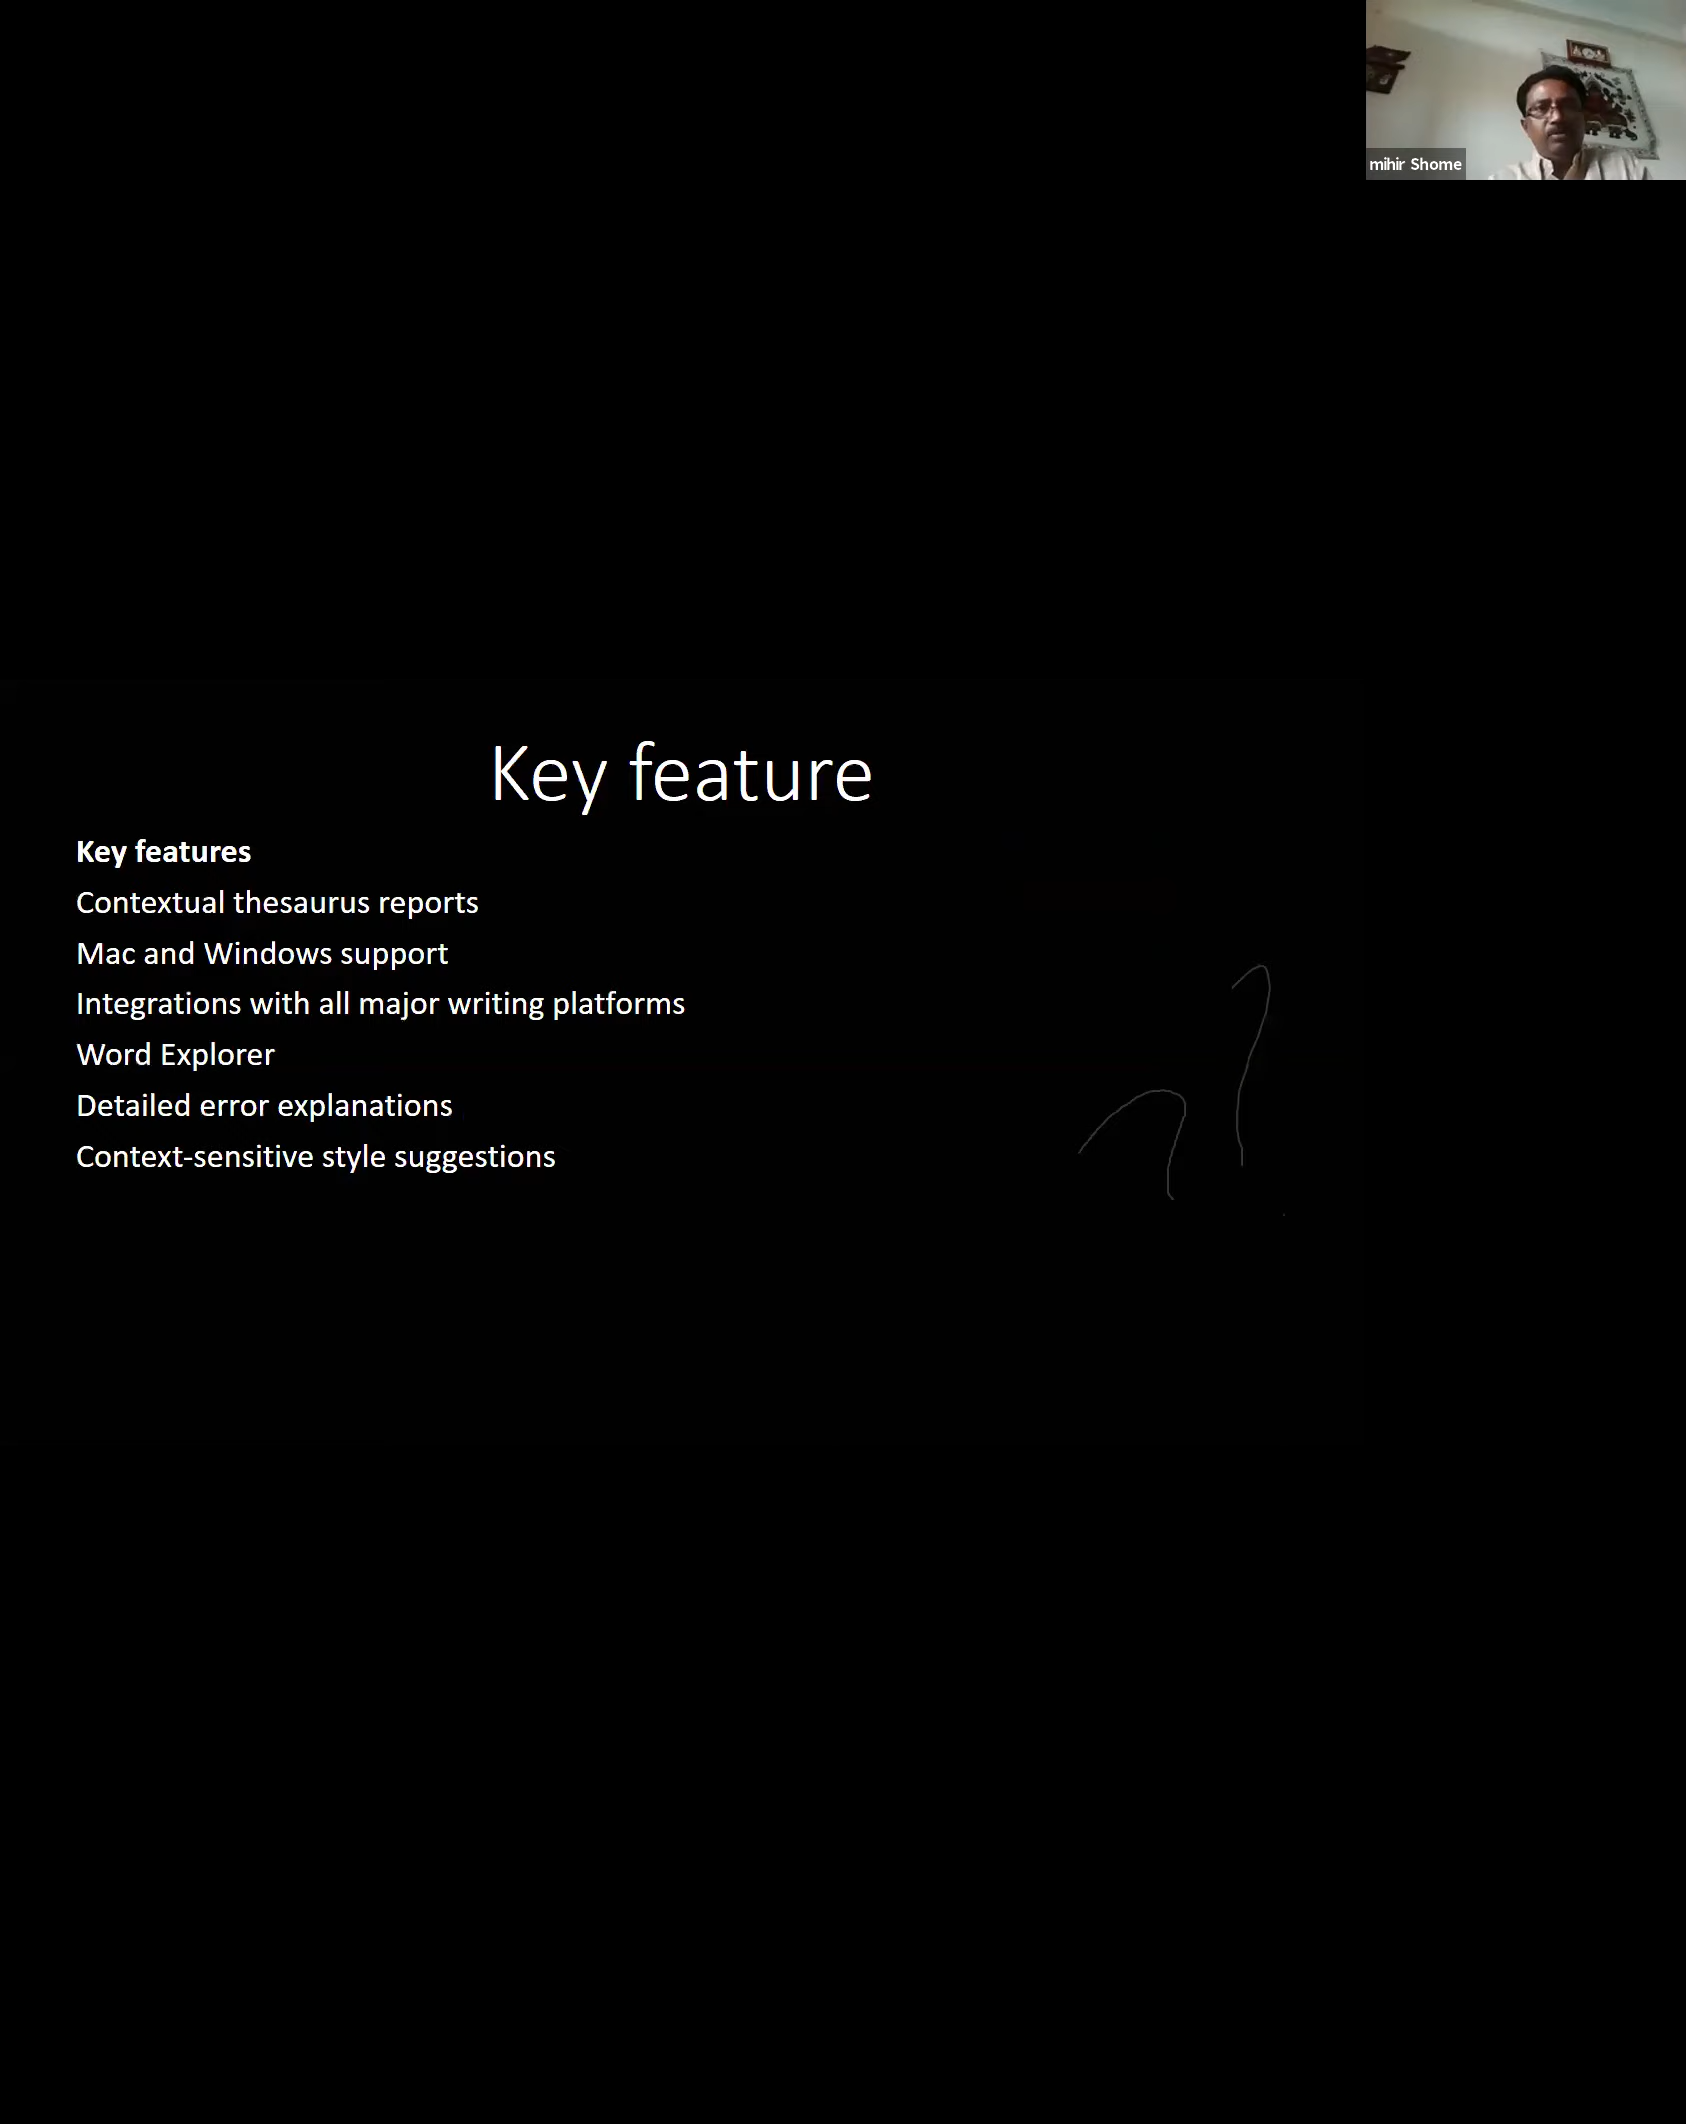 mihir Shome
Key feature
Key features
Contextual thesaurus reports
Mac and Windows support
Integrations with all major writing platforms
Word Explorer
Detailed error explanations
Context-sensitive style suggestions